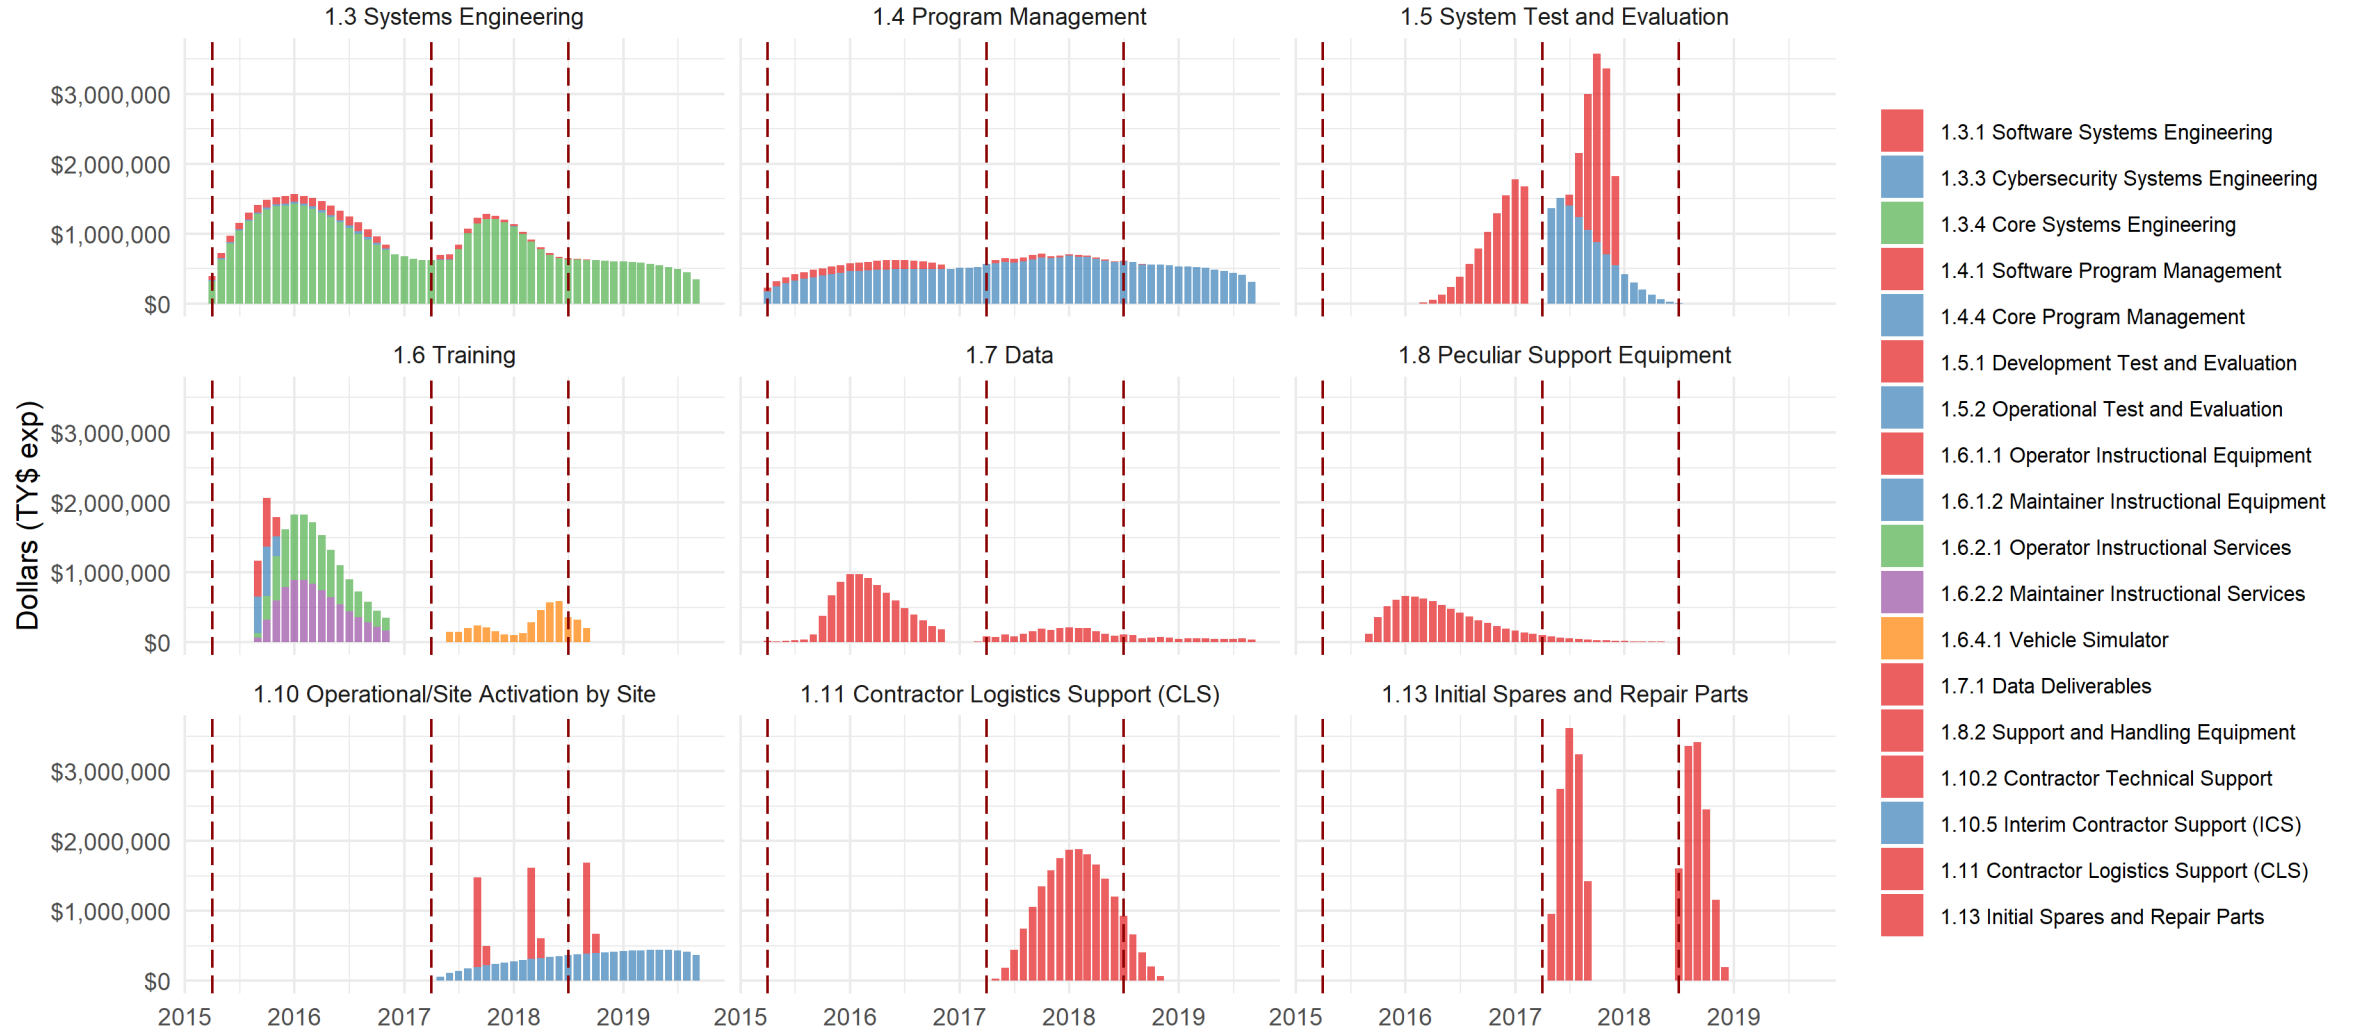 1.3 Systems Engineering
1.4 Program Management
1.5 System Test and Evaluation
$3,000,000
$2,000,000
$1,000,000
$0
1.6 Training
1.7 Data
1.8 Peculiar Support Equipment
$3,000,000
$2,000,000
$1,000,000
$0
1.10 Operational/Site Activation by Site
1.11 Contractor Logistics Support (CLS)
1.13 Initial Spares and Repair Parts
$3,000,000
$2,000,000
$1,000,000
$0
2015 2016 2017 2018 2019
2015 2016 2017 2018 2019
2015 2016 2017 2018 2019
Dollars (TY$ exp)
1.3.1 Software Systems Engineering
1.3.3 Cybersecurity Systems Engineering
1.3.4 Core Systems Engineering
1.4.1 Software Program Management
1.4.4 Core Program Management
1.5.1 Development Test and Evaluation
1.5.2 Operational Test and Evaluation
1.6.1.1 Operator Instructional Equipment
1.6.1.2 Maintainer Instructional Equipment
1.6.2.1 Operator Instructional Services
1.6.2.2 Maintainer Instructional Services
1.6.4.1 Vehicle Simulator
1.7.1 Data Deliverables
1.8.2 Support and Handling Equipment
1.10.2 Contractor Technical Support
1.10.5 Interim Contractor Support (ICS)
1.11 Contractor Logistics Support (CLS)
1.13 Initial Spares and Repair Parts